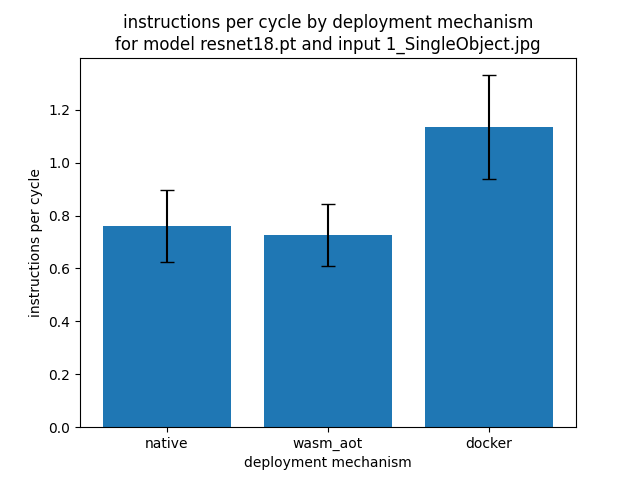 instructions per cycle by deployment mechanism
for model resnet18.pt and input 1_SingleObject.jpg
instructions per cycle
1.2
1.0
0.8
0.6
0.4
0.2
0.0
native wasm_aot docker
deployment mechanism